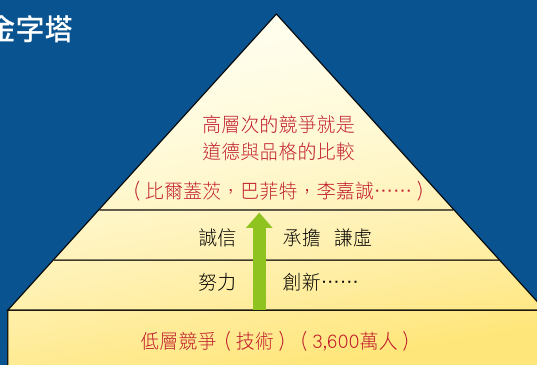 金字塔
高層次的競爭就是
道德與品格的比較
（比爾蓋茨，巴菲特，李嘉誠⋯⋯）
誠信 承擔 謙虛
努力 創新⋯⋯
低層競爭（技術）（3,600萬人）